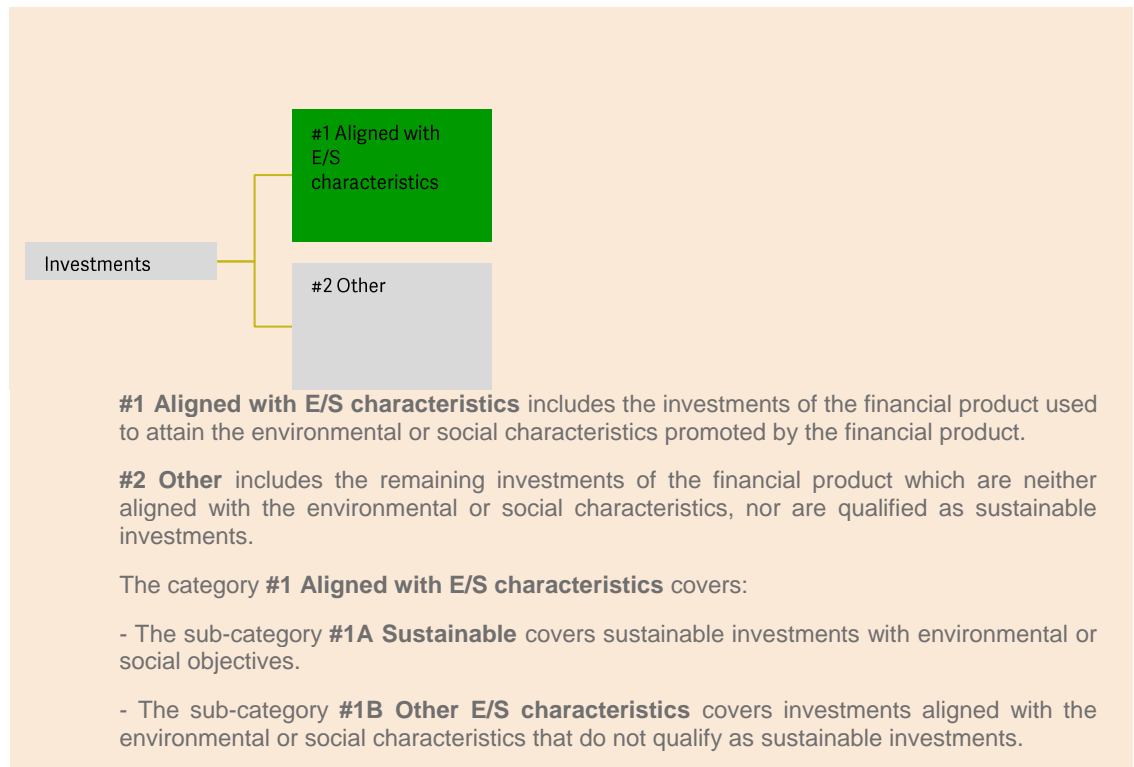 #1 Aligned with
E/S
characteristics
Investments
#2 Other
#1 Aligned with E/S characteristics includes the investments of the financial product used
to attain the environmental or social characteristics promoted by the financial product.
#2 Other includes the remaining investments of the financial product which are neither
aligned with the environmental or social characteristics, nor are qualified as sustainable
investments.
The category #1 Aligned with E/S characteristics covers:
- The sub-category #1A Sustainable covers sustainable investments with environmental or
social objectives.
- The sub-category #1B Other E/S characteristics covers investments aligned with the
environmental or social characteristics that do not qualify as sustainable investments.